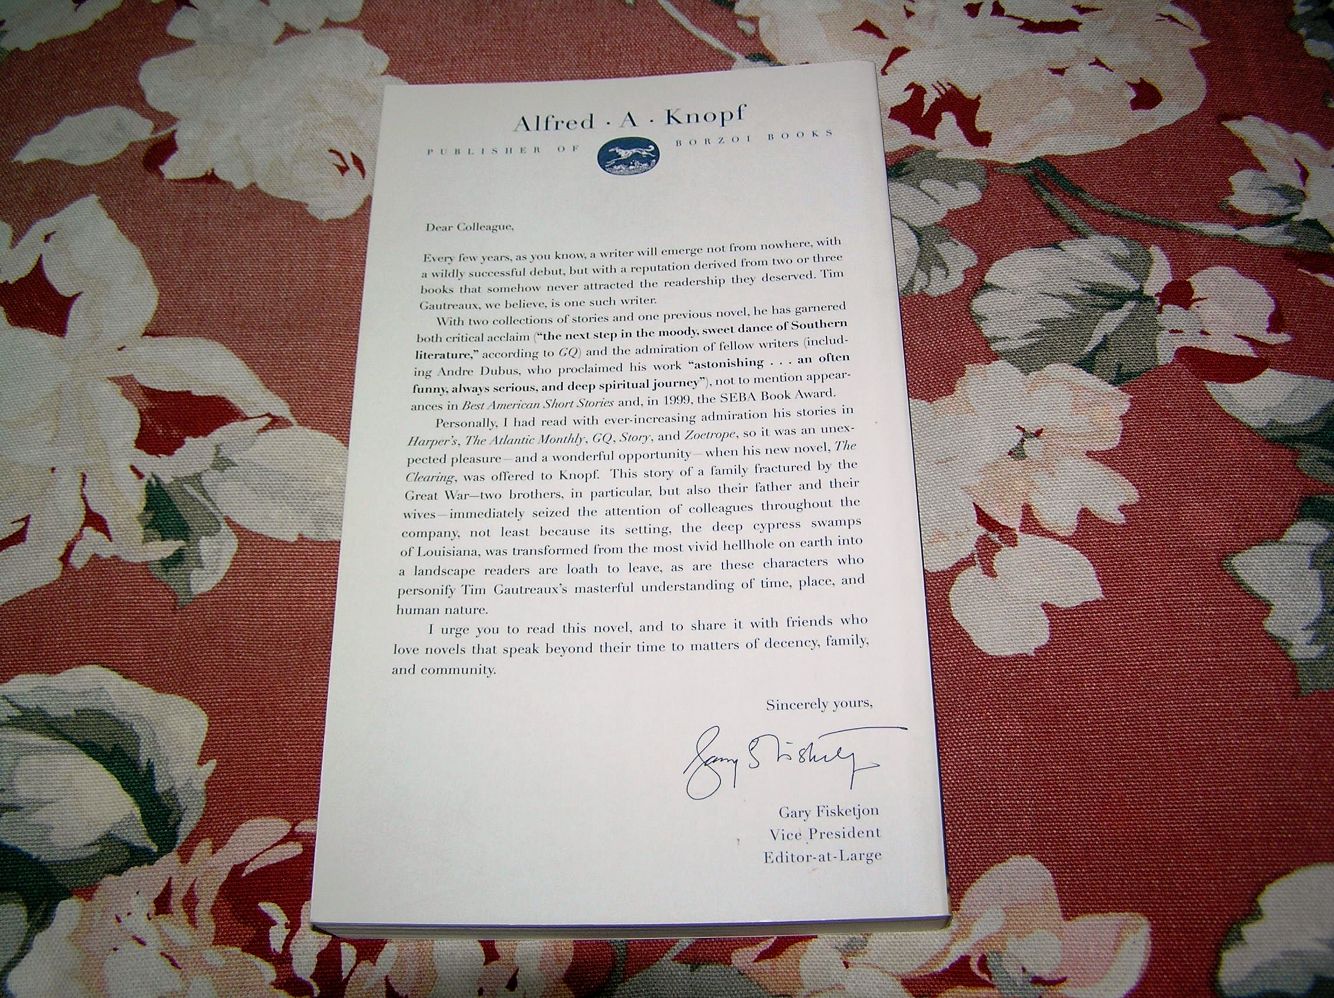 Alfred · A · Knopf
PUBLISHER OF BORZOI BOOKS
Dear Colleague,
Every few years, as you know, a writer will emerge not from nowhere, with
a wildly successful debut, but with a reputation derived from two or three
books that somehow never attracted the readership they deserved. Tim
Gautreaux, we believe, is one such writer.
With two collections of stories and one previous novel, he has garnered
both critical acclaim ("the next step in the moody, sweet dance of Southern
literature," according to GQ) and the admiration of fellow writers (includ-
ing Andre Dubus, who proclaimed his work "astonishing . . . an often
funny, always serious, and deep spiritual journey"), not to mention appear-
ances in Best American Short Stories and, in 1999, the SEBA Book Award.
Personally, I had read with ever-increasing admiration his stories in
Harper's, The Atlantic Monthly, GQ, Story, and Zoetrope, so it was an unex-
pected pleasure—and a wonderful opportunity—when his new novel, The
Clearing, was offered to Knopf. This story of a family fractured by the
Great War—two brothers, in particular, but also their father and their
wives—immediately seized the attention of colleagues throughout the
company, not least because its setting, the deep cypress swamps
of Louisiana, was transformed from the most vivid hellhole on earth into
a landscape readers are loath to leave, as are these characters who
personify Tim Gautreaux's masterful understanding of time, place, and
human nature.
I urge you to read this novel, and to share it with friends who
love novels that speak beyond their time to matters of decency, family,
and community.
Sincerely yours,
Gary Fisketjon
Gary Fisketjon
Vice President
Editor-at-Large